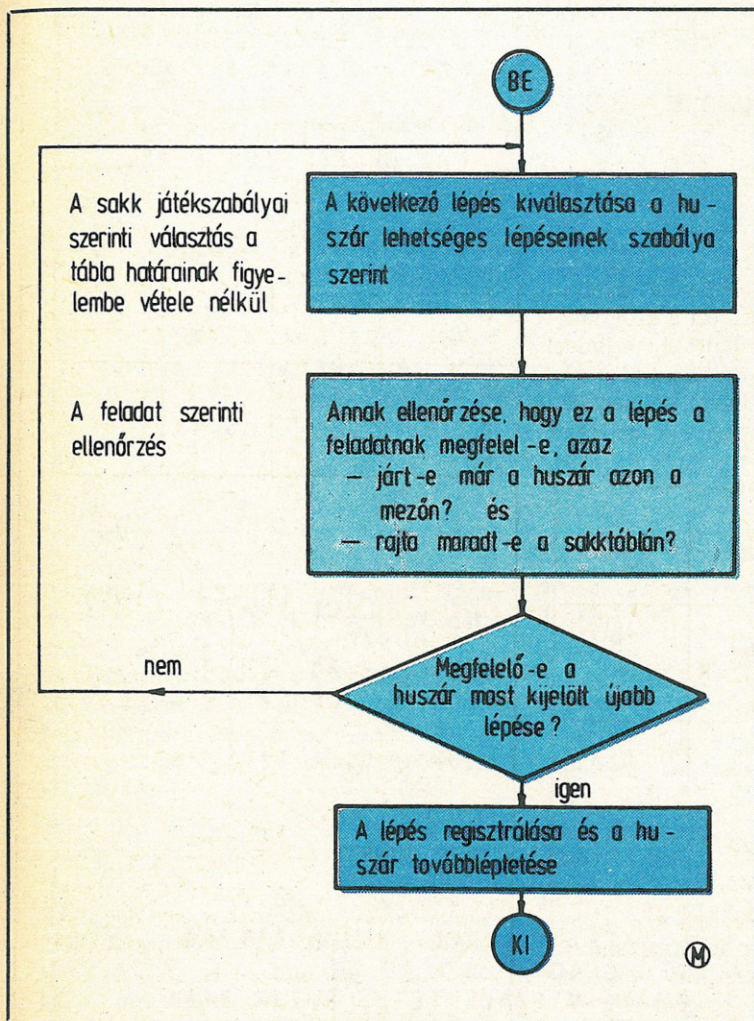 BE
A sakk játékszabályai
szerinti választás a
tábla határainak figye-
lembe vétele nélkül
A következő lépés kiválasztása a hu-
szár lehetséges lépéseinek szabálya
szerint
A feladat szerinti
ellenőrzés
Annak ellenőrzése, hogy ez a lépés a
feladatnak megfelel-e, azaz
— járt-e már a huszár azon a
mezőn? és
— rajta maradt-e a sakktáblán?
nem
Megfelelő-e a
huszár most kijelölt újabb
lépése?
igen
A lépés regisztrálása és a hu-
szár továbbléptetése
KI
M